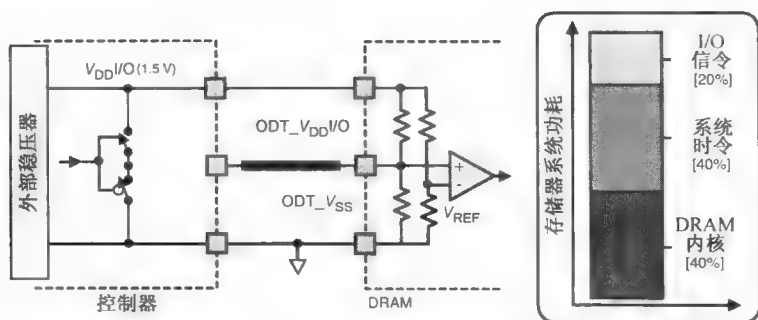 外部稳压器
VDDI/O (1.5 V)
ODT_VDDI/O
ODT_VSS
+
-
VREF
控制器
DRAM
存储器系统功耗
I/O
信令
[20%]
系统
时令
[40%]
DRAM
内核
[40%]